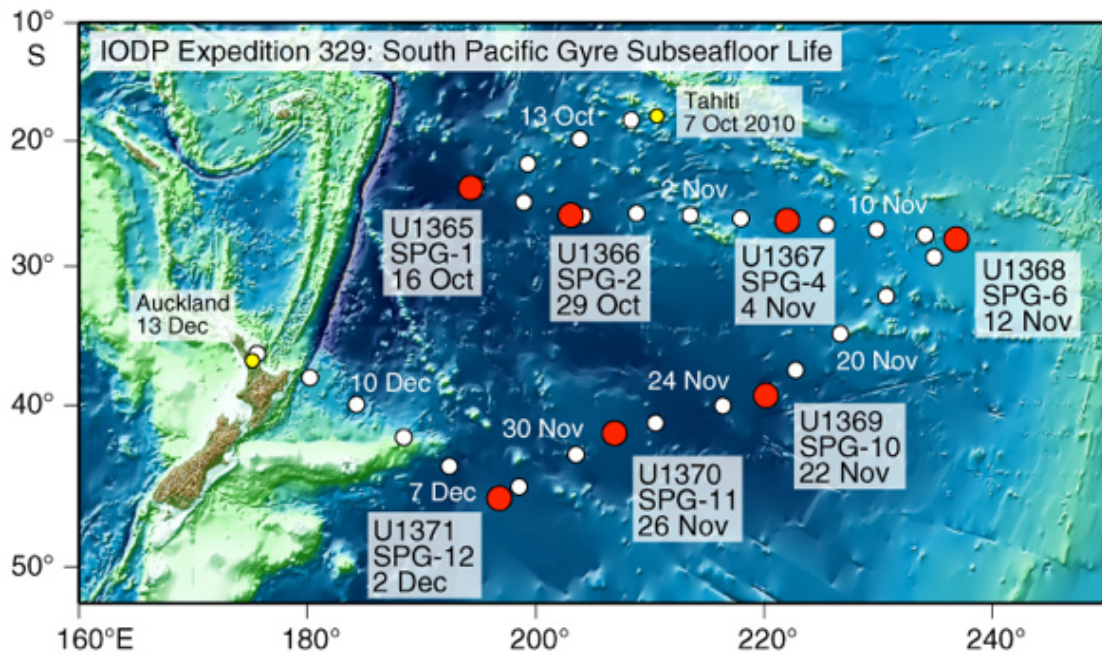 10°
S
IODP Expedition 329: South Pacific Gyre Subseafloor Life
Tahiti
7 Oct 2010
13 Oct
20°
2 Nov
10 Nov
U1365
SPG-1
16 Oct
U1366
SPG-2
29 Oct
U1367
SPG-4
4 Nov
U1368
SPG-6
12 Nov
30°
Auckland
13 Dec
20 Nov
10 Dec
24 Nov
40°
30 Nov
U1369
SPG-10
22 Nov
U1370
SPG-11
26 Nov
7 Dec
U1371
SPG-12
2 Dec
50°
160°E
180°
200°
220°
240°